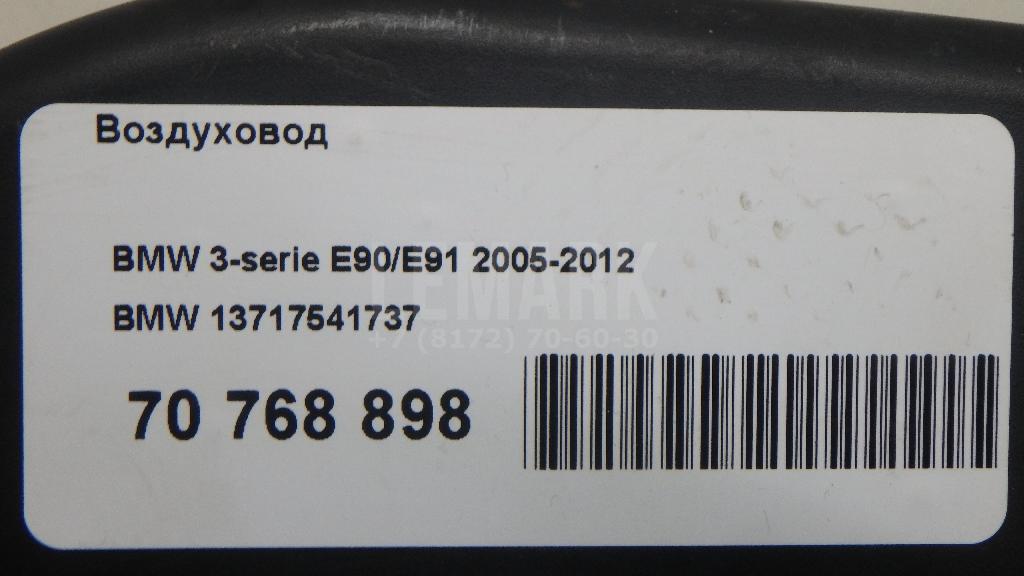 Воздуховод
BMW 3-serie E90/E91 2005-2012
LEMARK
BMW 13717541737
+7 (8172) 70-60-30
70 768 898